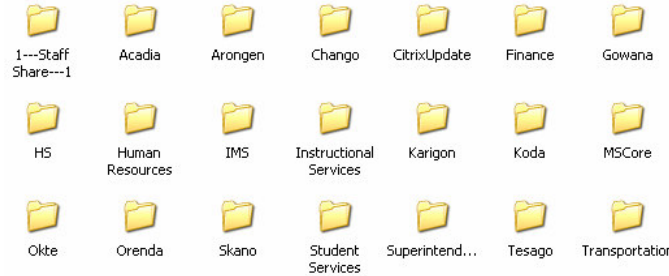 1---Staff Share---1
Acadia
Arongen
Chango
CitrixUpdate
Finance
Gowana
HS
Human Resources
IMS
Instructional Services
Karigon
Koda
MSCore
Okte
Orenda
Skano
Student Services
Superintend...
Tesago
Transportation